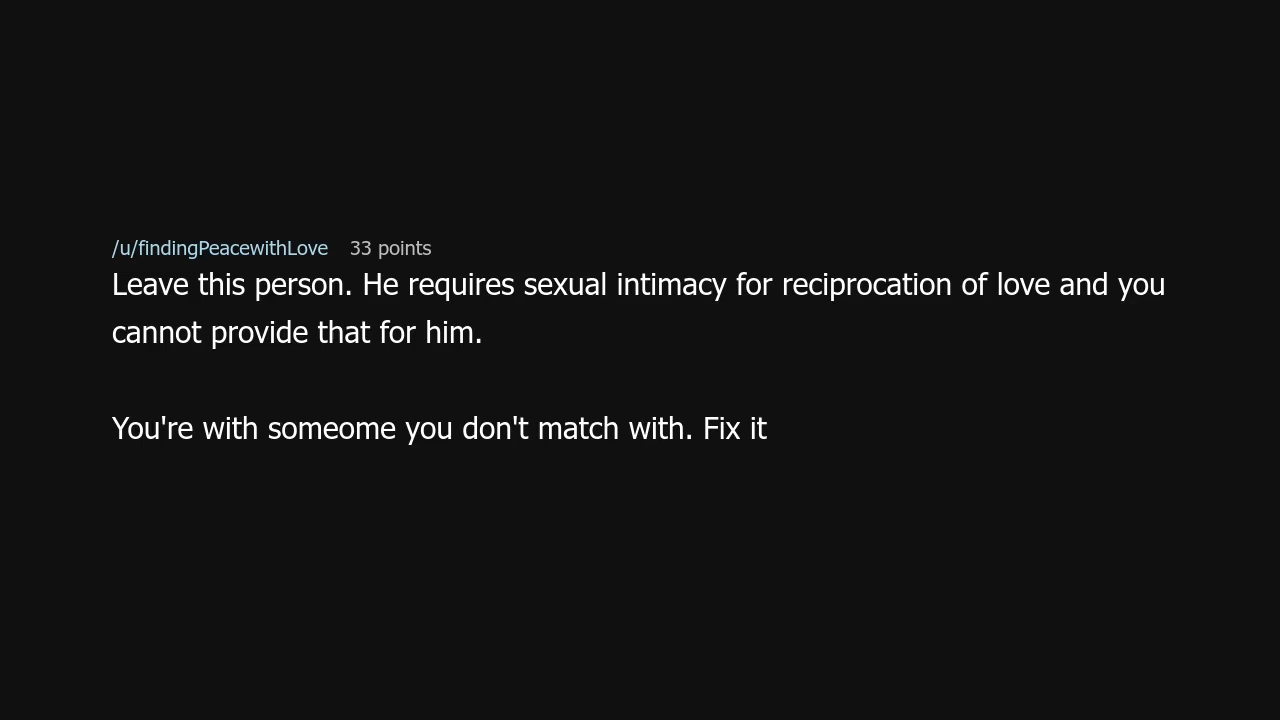 /u/findingPeacewithLove 33 points
Leave this person. He requires sexual intimacy for reciprocation of love and you
cannot provide that for him.
You're with someome you don't match with. Fix it